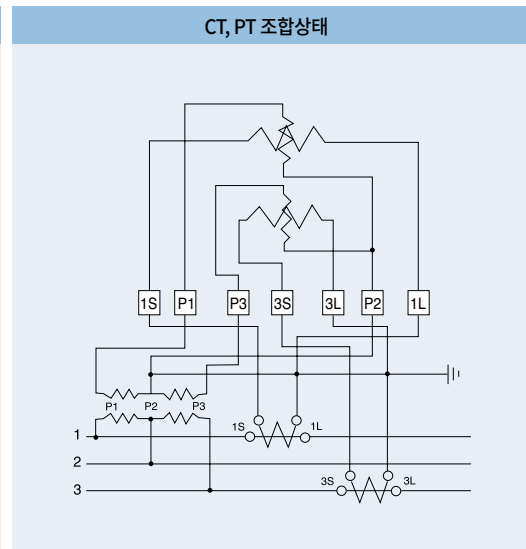 CT, PT 조합상태
1S P1 P3 3S 3L P2 1L
P1 P2 P3
1S 1L
1
2
3
3S 3L